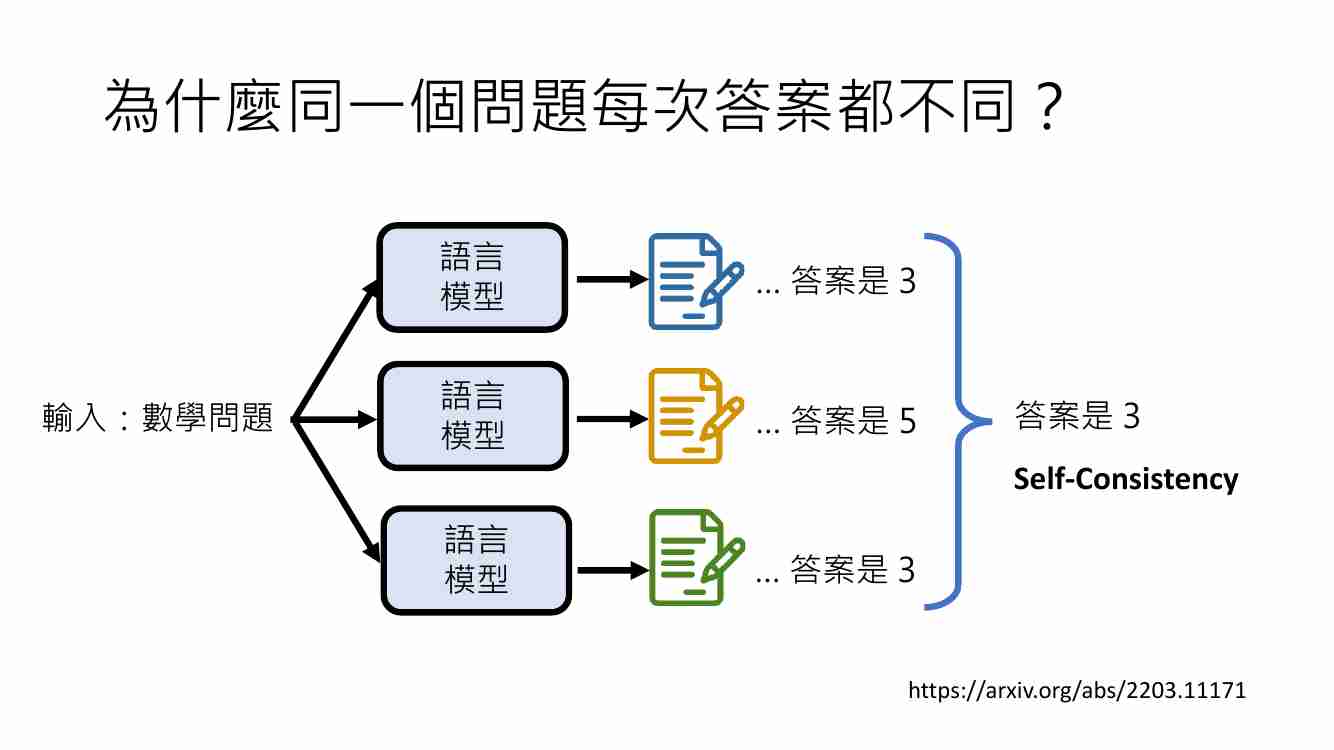 為什麼同一個問題每次答案都不同？
語言
模型
... 答案是 3
輸入：數學問題
語言
模型
... 答案是 5
語言
模型
... 答案是 3
答案是 3
Self-Consistency
https://arxiv.org/abs/2203.11171